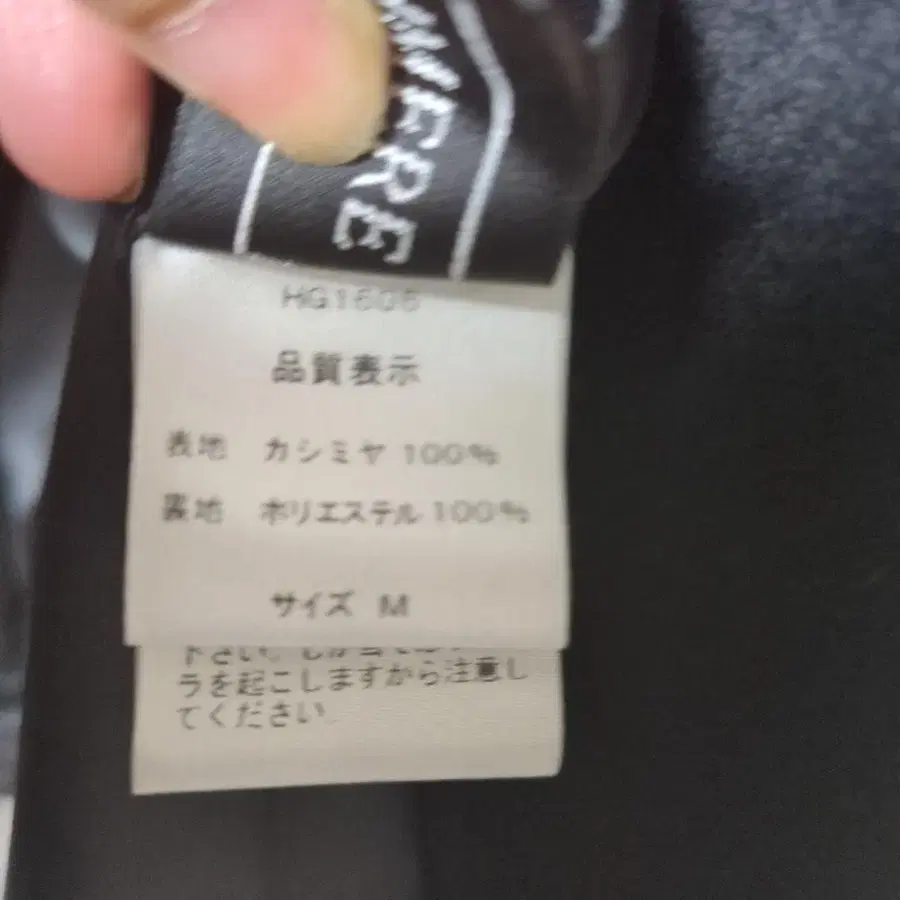 HG1606
品質表示
表地 カシミヤ 100%
裏地 ポリエステル 100%
サイズ M
ラを起こしますから注意し
てください